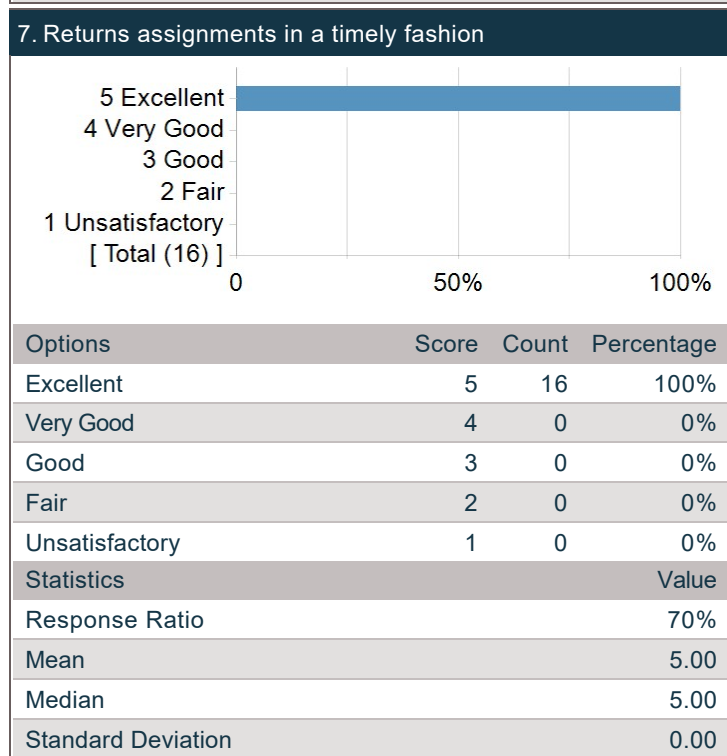 7. Returns assignments in a timely fashion
5 Excellent
4 Very Good
3 Good
2 Fair
1 Unsatisfactory
[ Total (16) ]
0 50% 100%
Options Score Count Percentage
Excellent 5 16 100%
Very Good 4 0 0%
Good 3 0 0%
Fair 2 0 0%
Unsatisfactory 1 0 0%
Statistics Value
Response Ratio 70%
Mean 5.00
Median 5.00
Standard Deviation 0.00